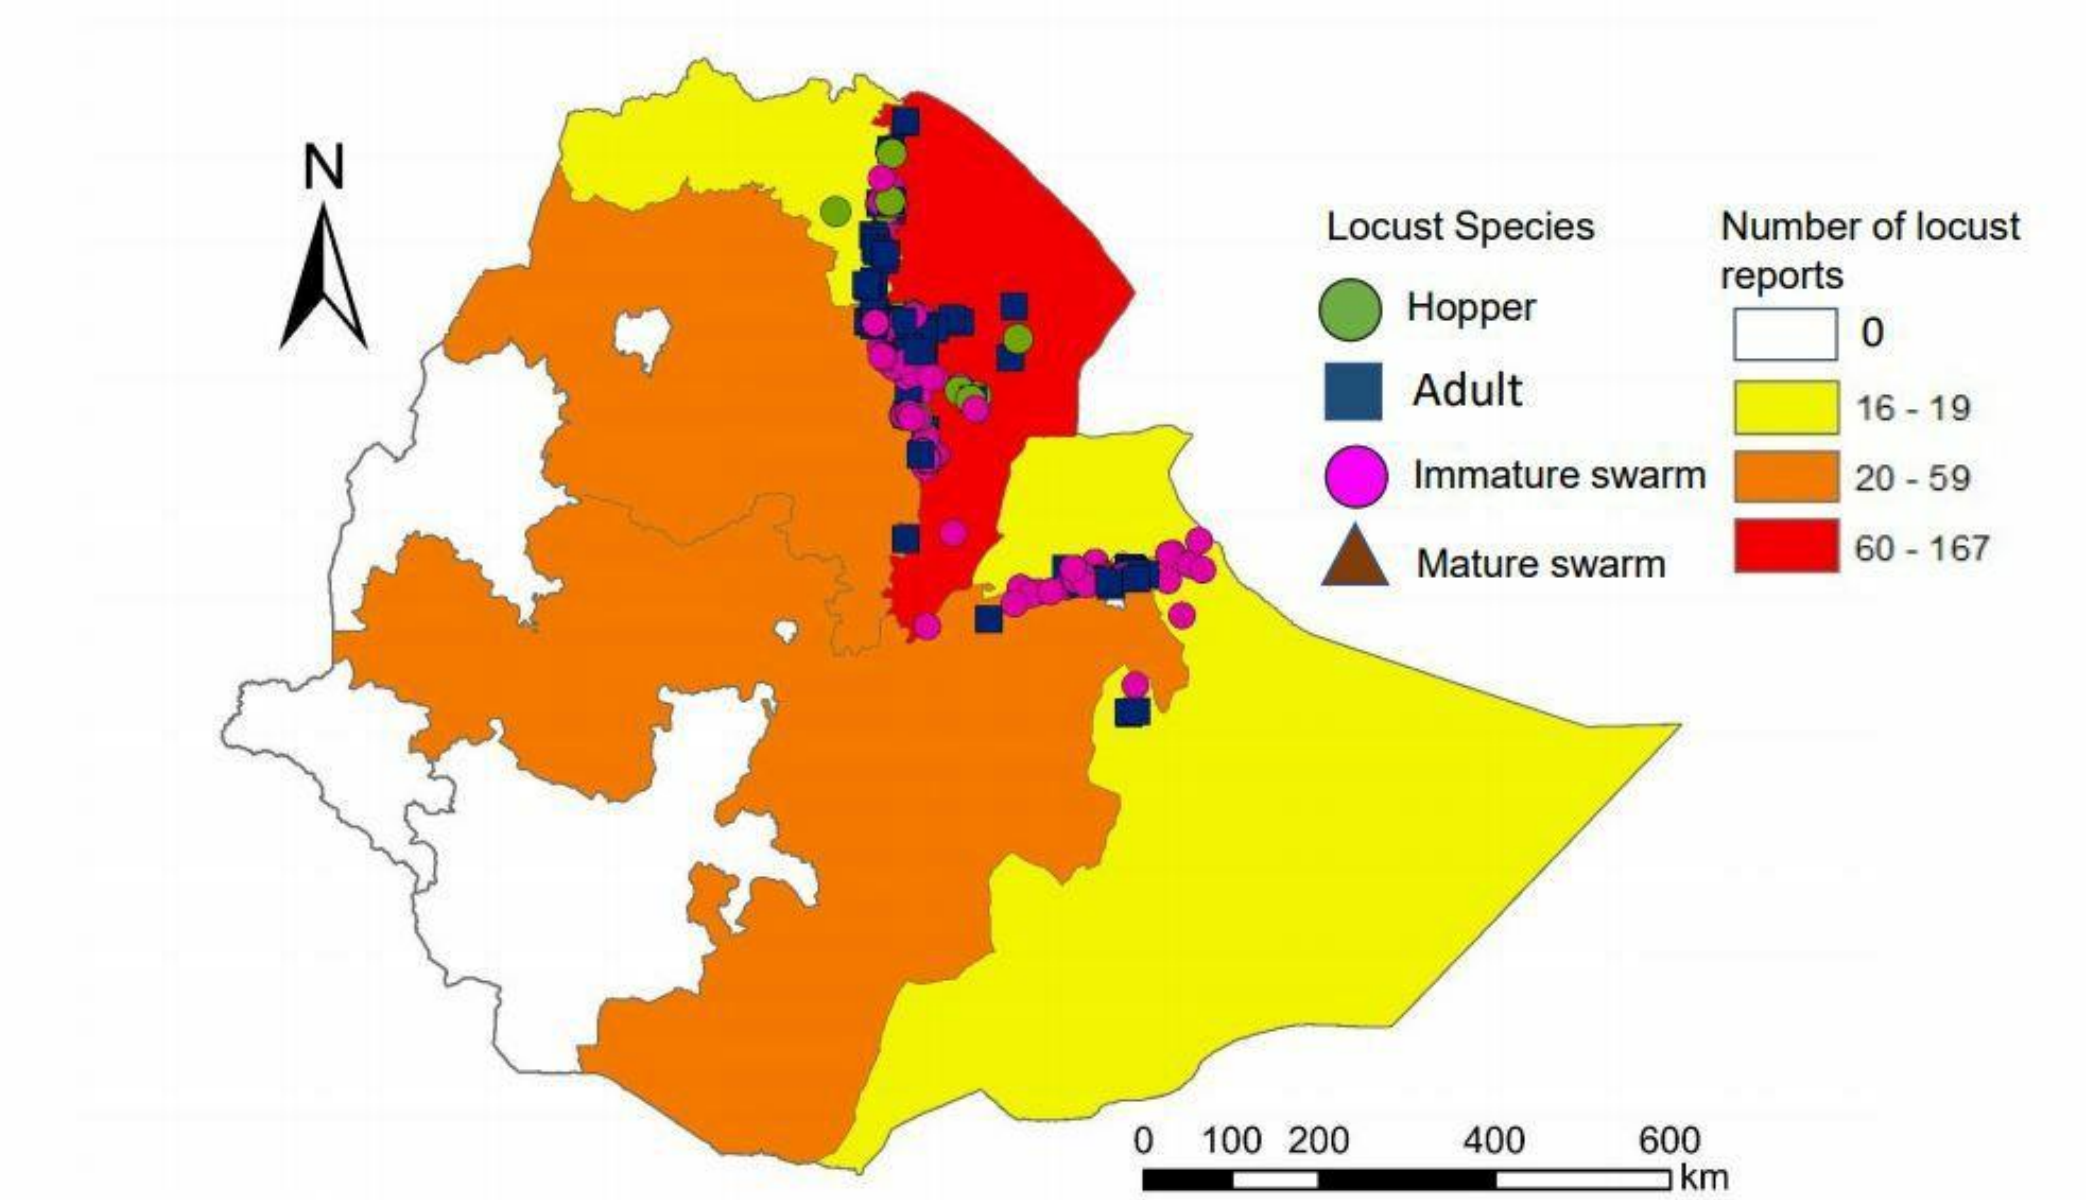 N
Locust Species
Hopper
Adult
Immature swarm
Mature swarm
Number of locust
reports
0
16 - 19
20 - 59
60 - 167
0 100 200 400 600
km